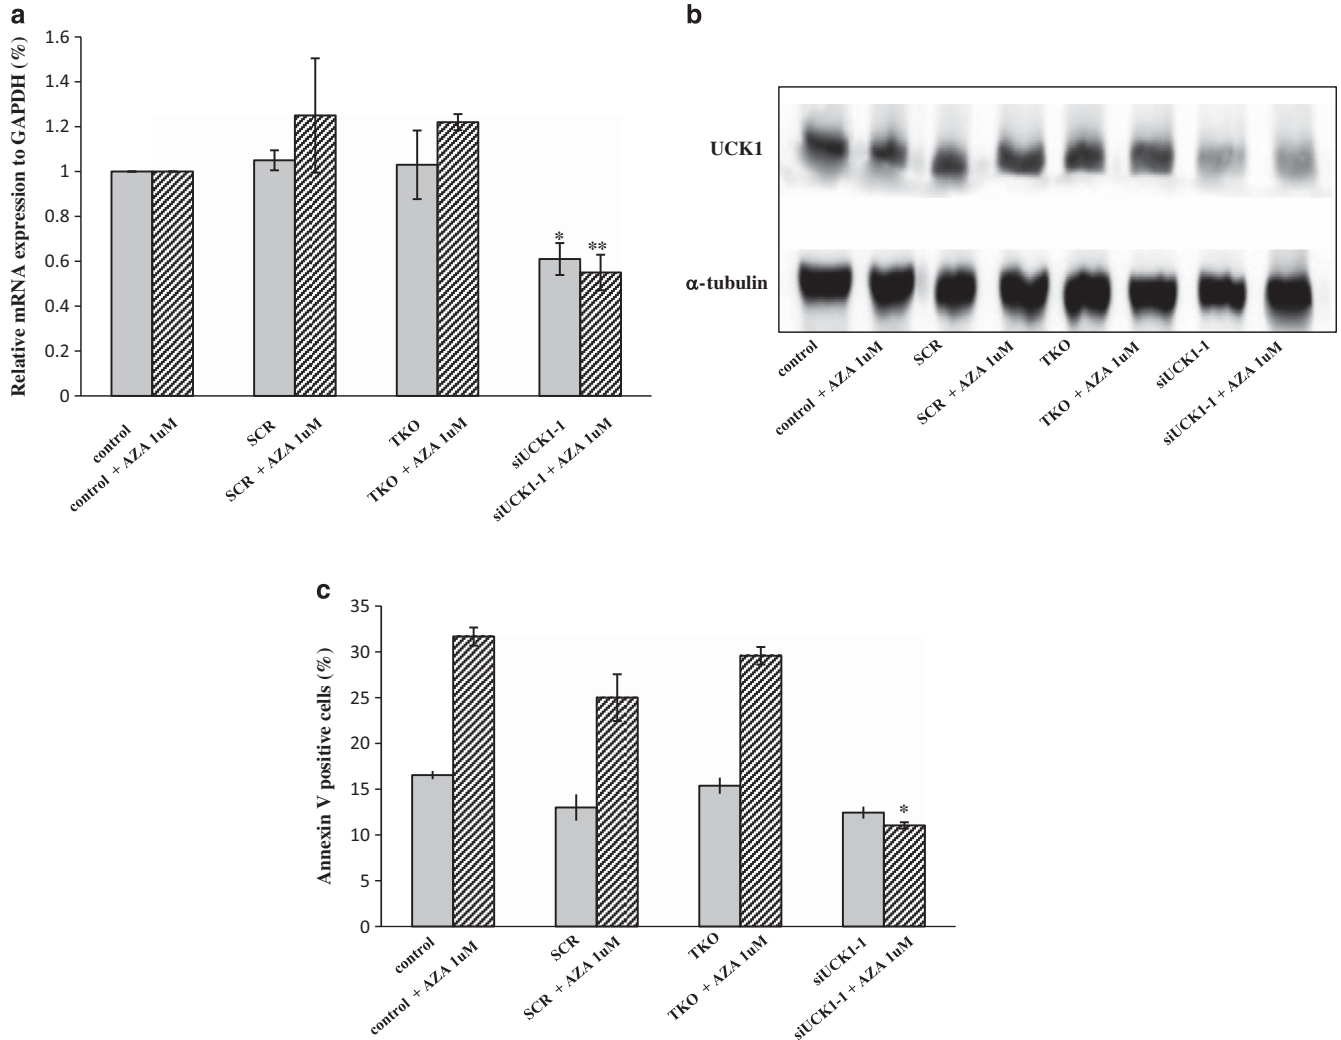 a
Relative mRNA expression to GAPDH (%)
1.6
1.4
1.2
1
0.8
0.6
0.4
0.2
0
*
**
control
control + AZA 1uM
SCR
SCR + AZA 1uM
TKO
TKO + AZA 1uM
siUCK1-1
siUCK1-1 + AZA 1uM
b
UCK1
α-tubulin
control
control + AZA 1uM
SCR
SCR + AZA 1uM
TKO
TKO + AZA 1uM
siUCK1-1
siUCK1-1 + AZA 1uM
c
Annexin V positive cells (%)
35
30
25
20
15
10
5
0
*
control
control + AZA 1uM
SCR
SCR + AZA 1uM
TKO
TKO + AZA 1uM
siUCK1-1
siUCK1-1 + AZA 1uM